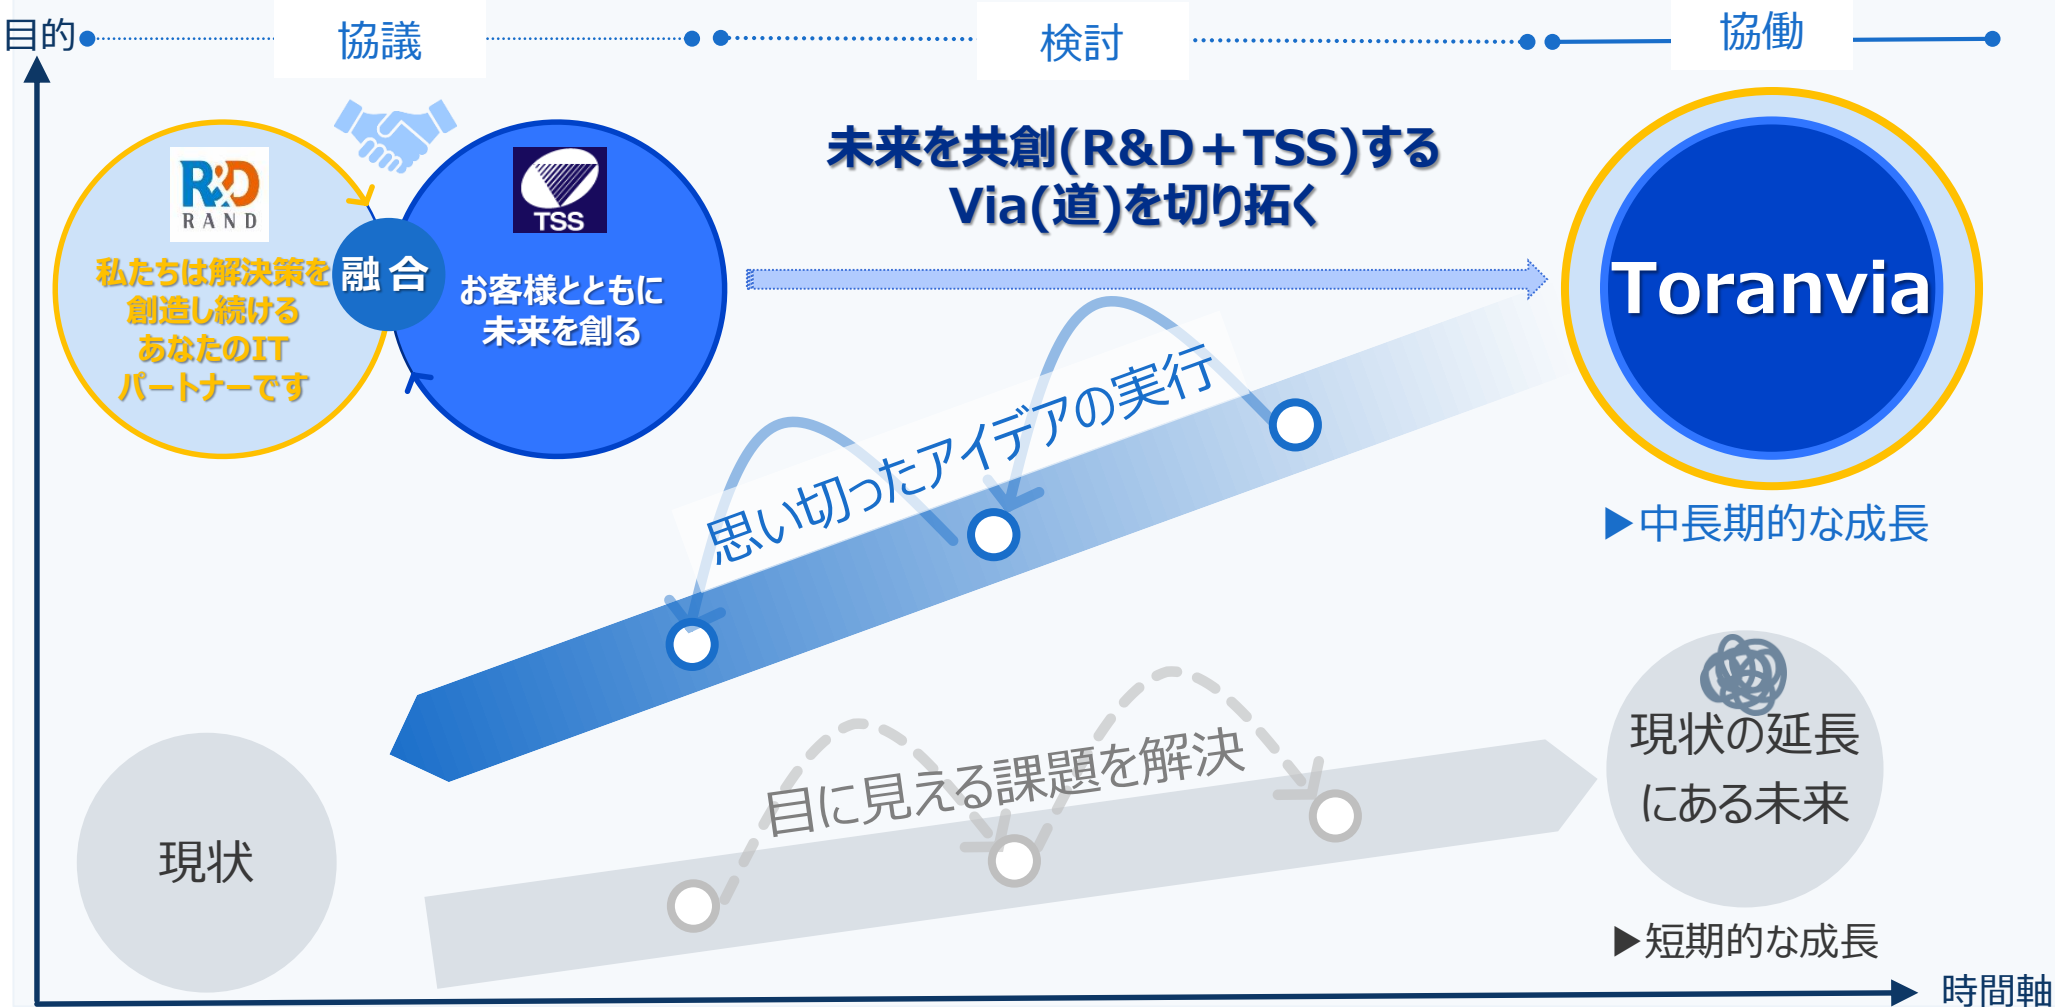 目的
協議
検討
協働
R&D
RAND
私たちは解決策を
創造し続ける
あなたのIT
パートナーです
融合
TSS
お客様とともに
未来を創る
未来を共創(R&D+TSS)する
Via(道)を切り拓く
Toranvia
▶中長期的な成長
思い切ったアイデアの実行
目に見える課題を解決
現状
現状の延長
にある未来
▶短期的な成長
時間軸